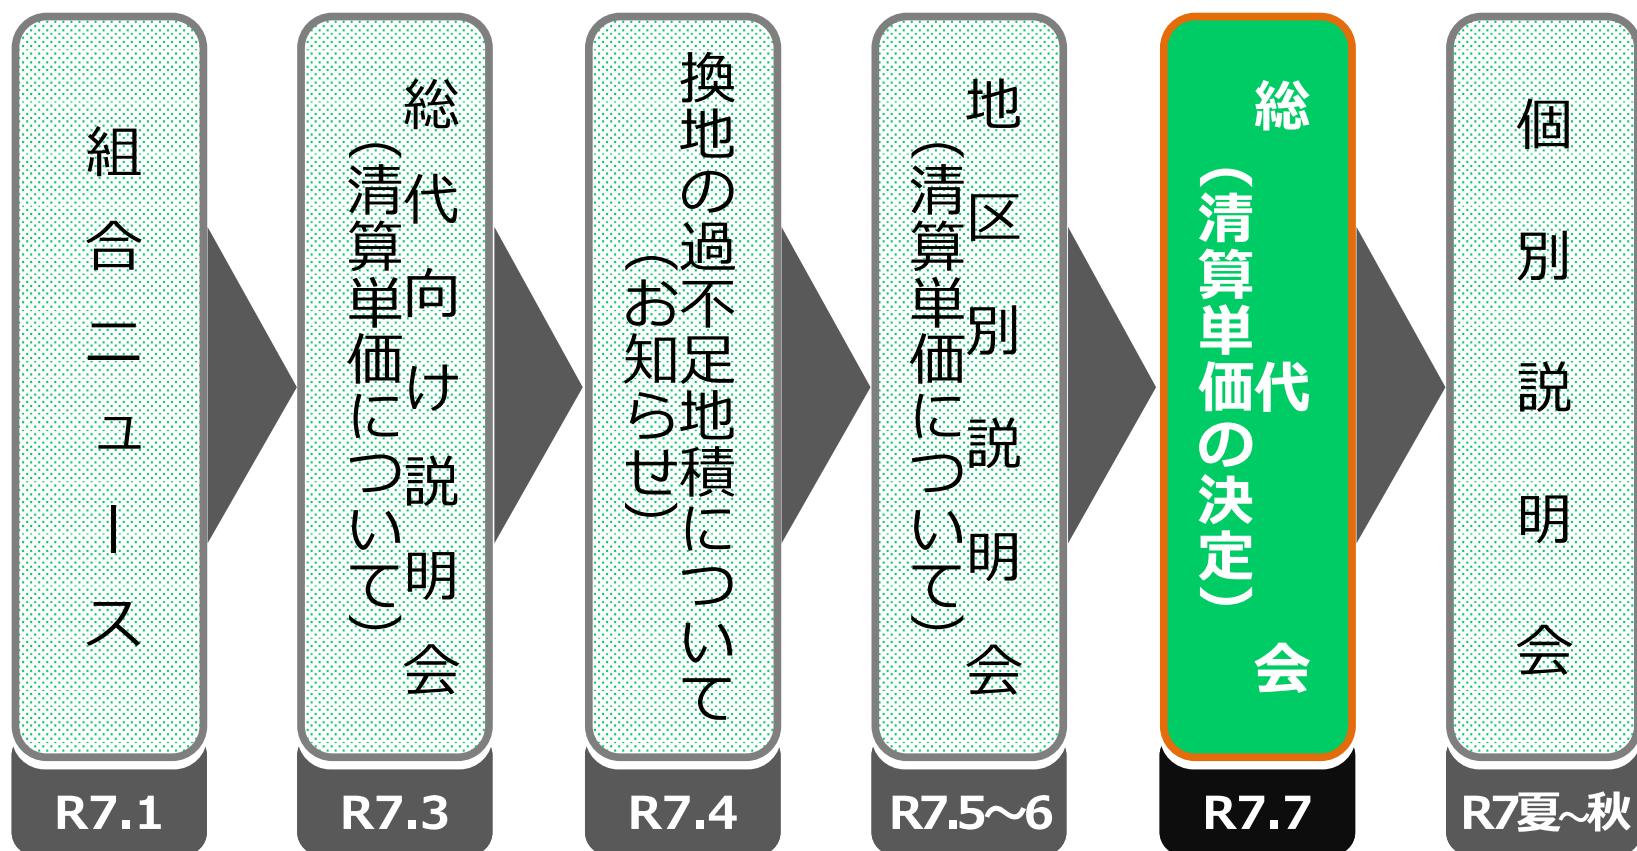 組合ニュース
R7.1
総代向け説明会
（清算単価について）
R7.3
換地の過不足地積について
（お知らせ）
R7.4
地区別説明会
（清算単価について）
R7.5～6
総代会
（清算単価の決定）
R7.7
個別説明会
R7夏～秋